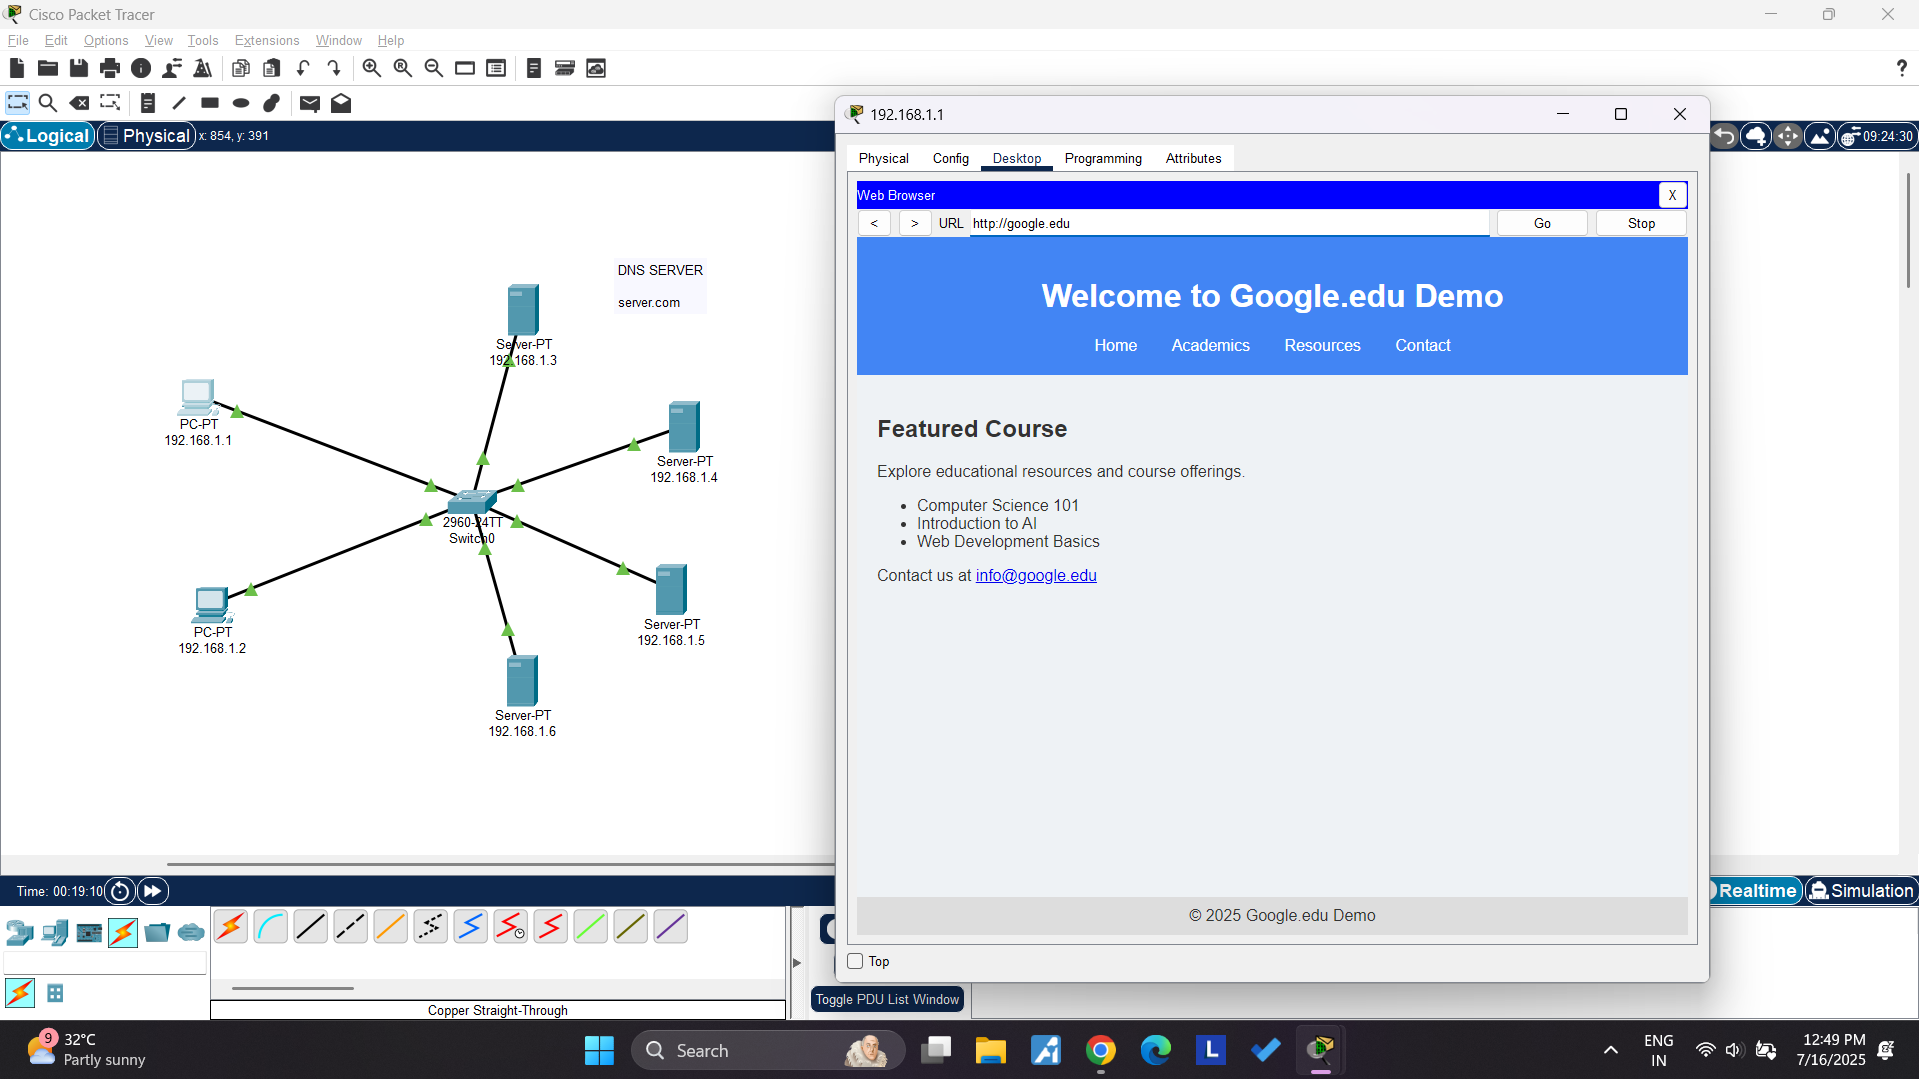 Cisco Packet Tracer
File Edit Options View Tools Extensions Window Help
?
Logical Physical x: 854, y: 391
09:24:30
DNS SERVER
server.com
Server-PT
192.168.1.3
PC-PT
192.168.1.1
Server-PT
192.168.1.4
2960-24TT
Switch0
Server-PT
192.168.1.5
PC-PT
192.168.1.2
Server-PT
192.168.1.6
192.168.1.1
Physical Config Desktop Programming Attributes
Web Browser X
< > URL http://google.edu Go Stop
Welcome to Google.edu Demo
Home Academics Resources Contact
Featured Course
Explore educational resources and course offerings.
• Computer Science 101
• Introduction to AI
• Web Development Basics
Contact us at info@google.edu
© 2025 Google.edu Demo
Top
Time: 00:19:10
Realtime Simulation
Toggle PDU List Window
Copper Straight-Through
9
32°C
Partly sunny
Search
L
ENG
IN
12:49 PM
7/16/2025